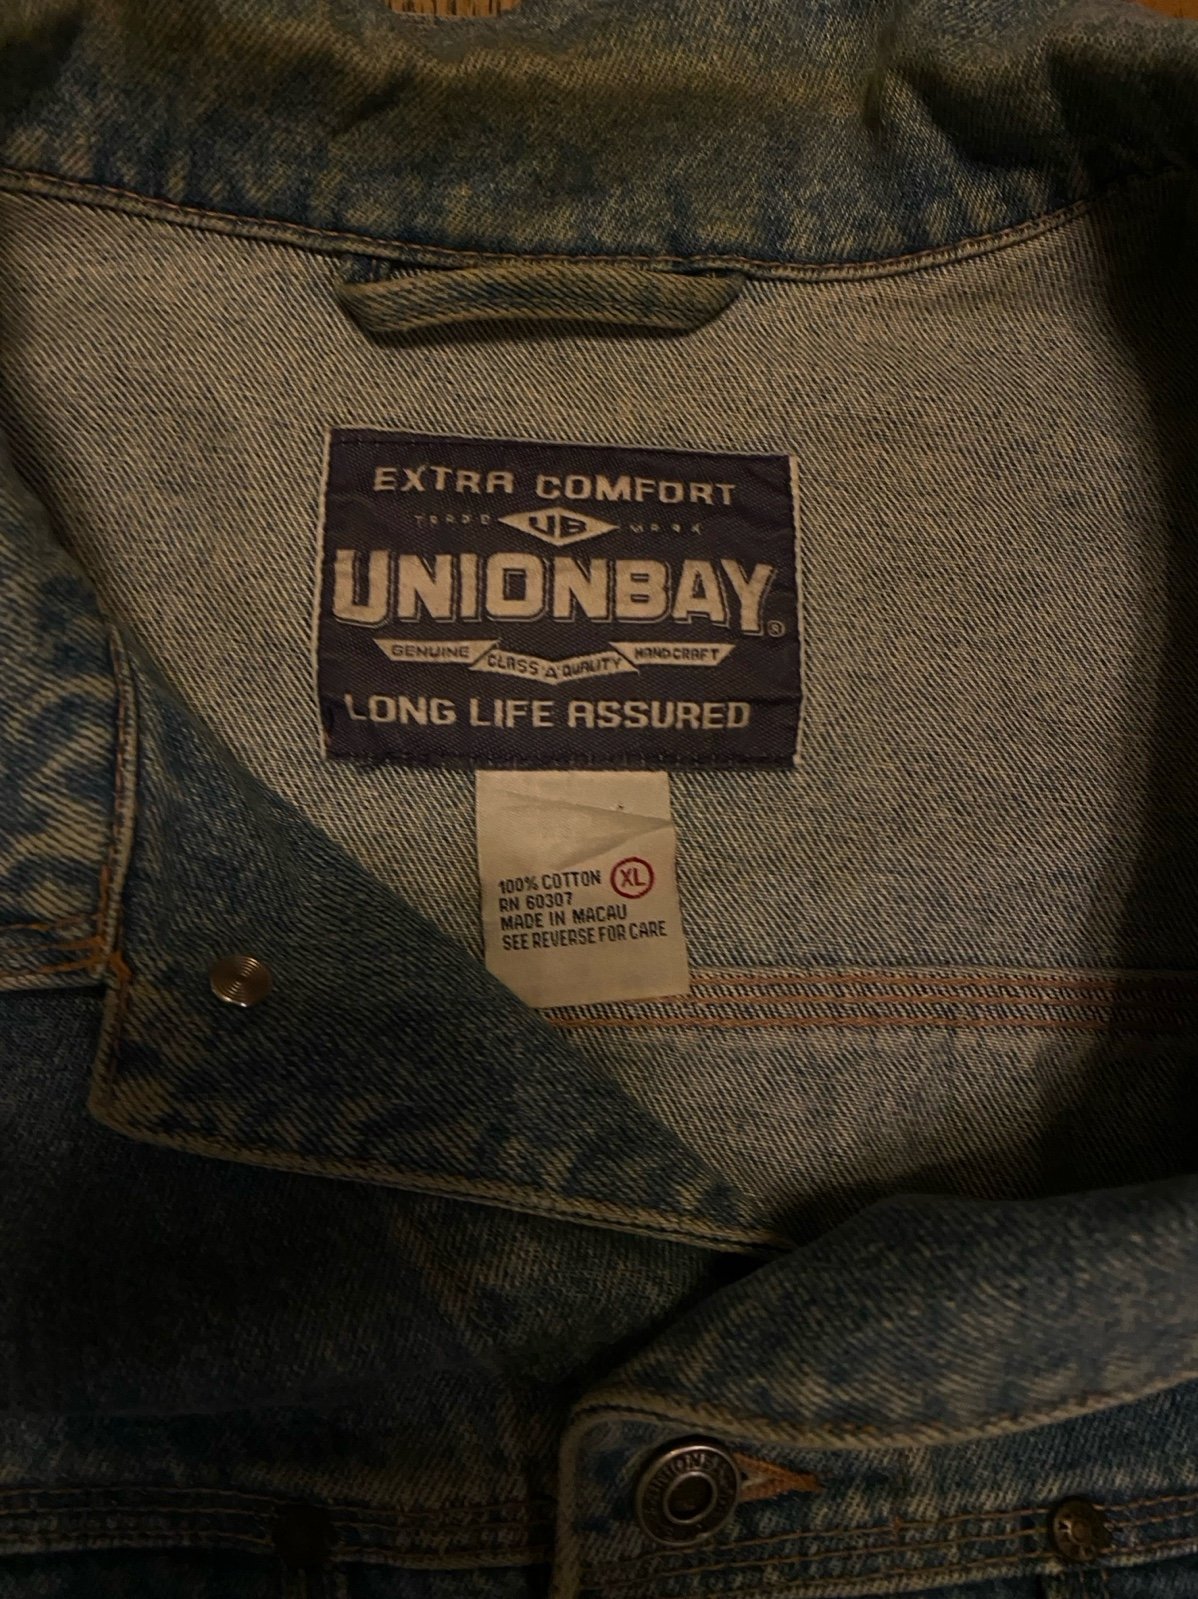 EXTRA COMFORT
TRADE UB MARK
UNIONBAY®
GENUINE CLASS "A" QUALITY HANDCRAFT
LONG LIFE ASSURED
100% COTTON XL
RN 60307
MADE IN MACAU
SEE REVERSE FOR CARE
UNIONBAY